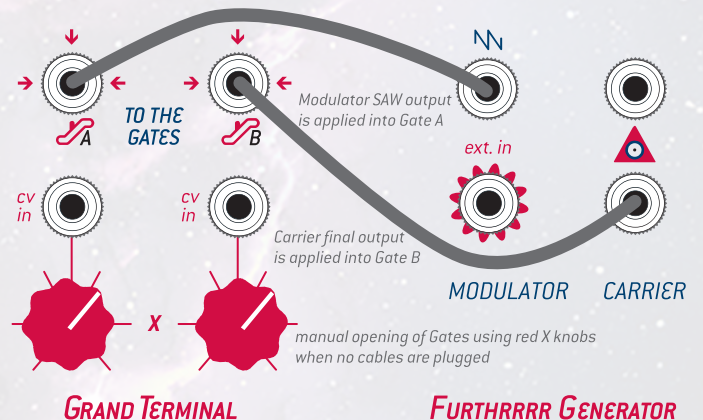 Modulator SAW output
is applied into Gate A
A
TO THE
GATES
B
ext. in
cv
in
cv
in
Carrier final output
is applied into Gate B
MODULATOR
CARRIER
X
manual opening of Gates using red X knobs
when no cables are plugged
GRAND TERMINAL
FURTHRRRR GENERATOR